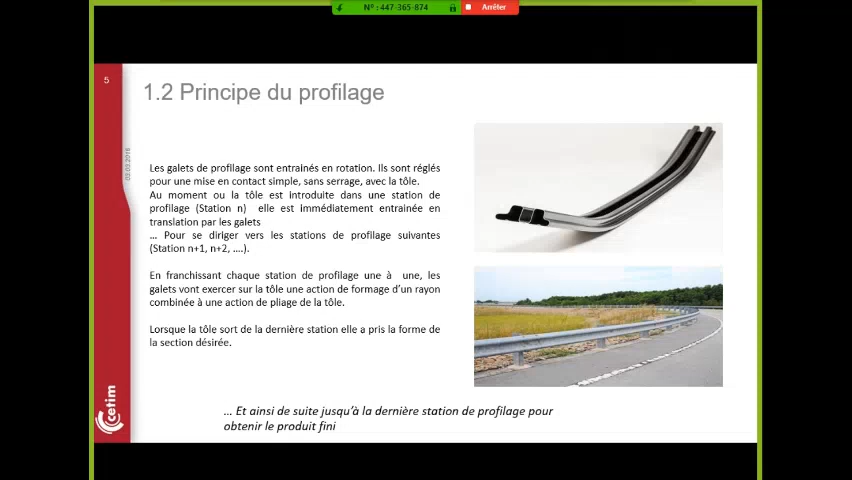 N° : 447-365-874
Arrêter
5
1.2 Principe du profilage
09.03.2015
Les galets de profilage sont entrainés en rotation. Ils sont réglés
pour une mise en contact simple, sans serrage, avec la tôle.
Au moment ou la tôle est introduite dans une station de
profilage (Station n) elle est immédiatement entrainée en
translation par les galets
... Pour se diriger vers les stations de profilage suivantes
(Station n+1, n+2, ....).
En franchissant chaque station de profilage une à une, les
galets vont exercer sur la tôle une action de formage d'un rayon
combinée à une action de pliage de la tôle.
Lorsque la tôle sort de la dernière station elle a pris la forme de
la section désirée.
cetim
... Et ainsi de suite jusqu'à la dernière station de profilage pour
obtenir le produit fini